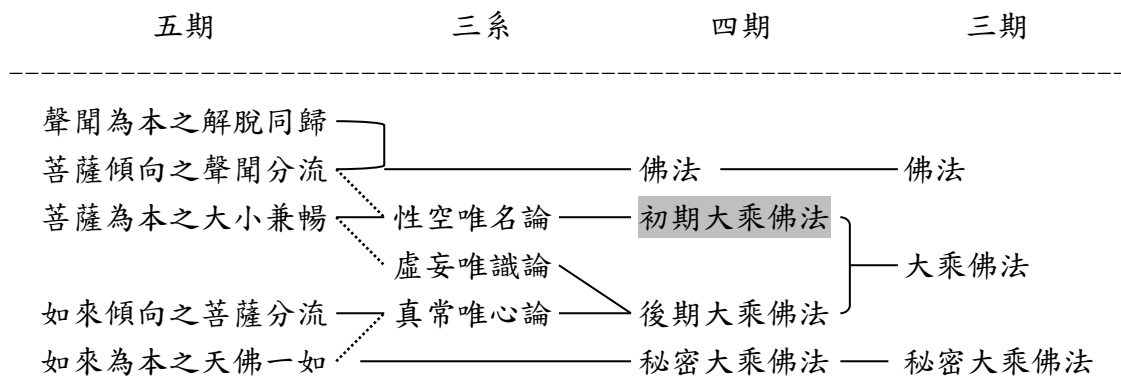 五期 三系 四期 三期
聲聞為本之解脫同歸
菩薩傾向之聲聞分流 佛法 佛法
菩薩為本之大小兼暢 性空唯名論 初期大乘佛法
虛妄唯識論 大乘佛法
如來傾向之菩薩分流 真常唯心論 後期大乘佛法
如來為本之天佛一如 秘密大乘佛法 秘密大乘佛法